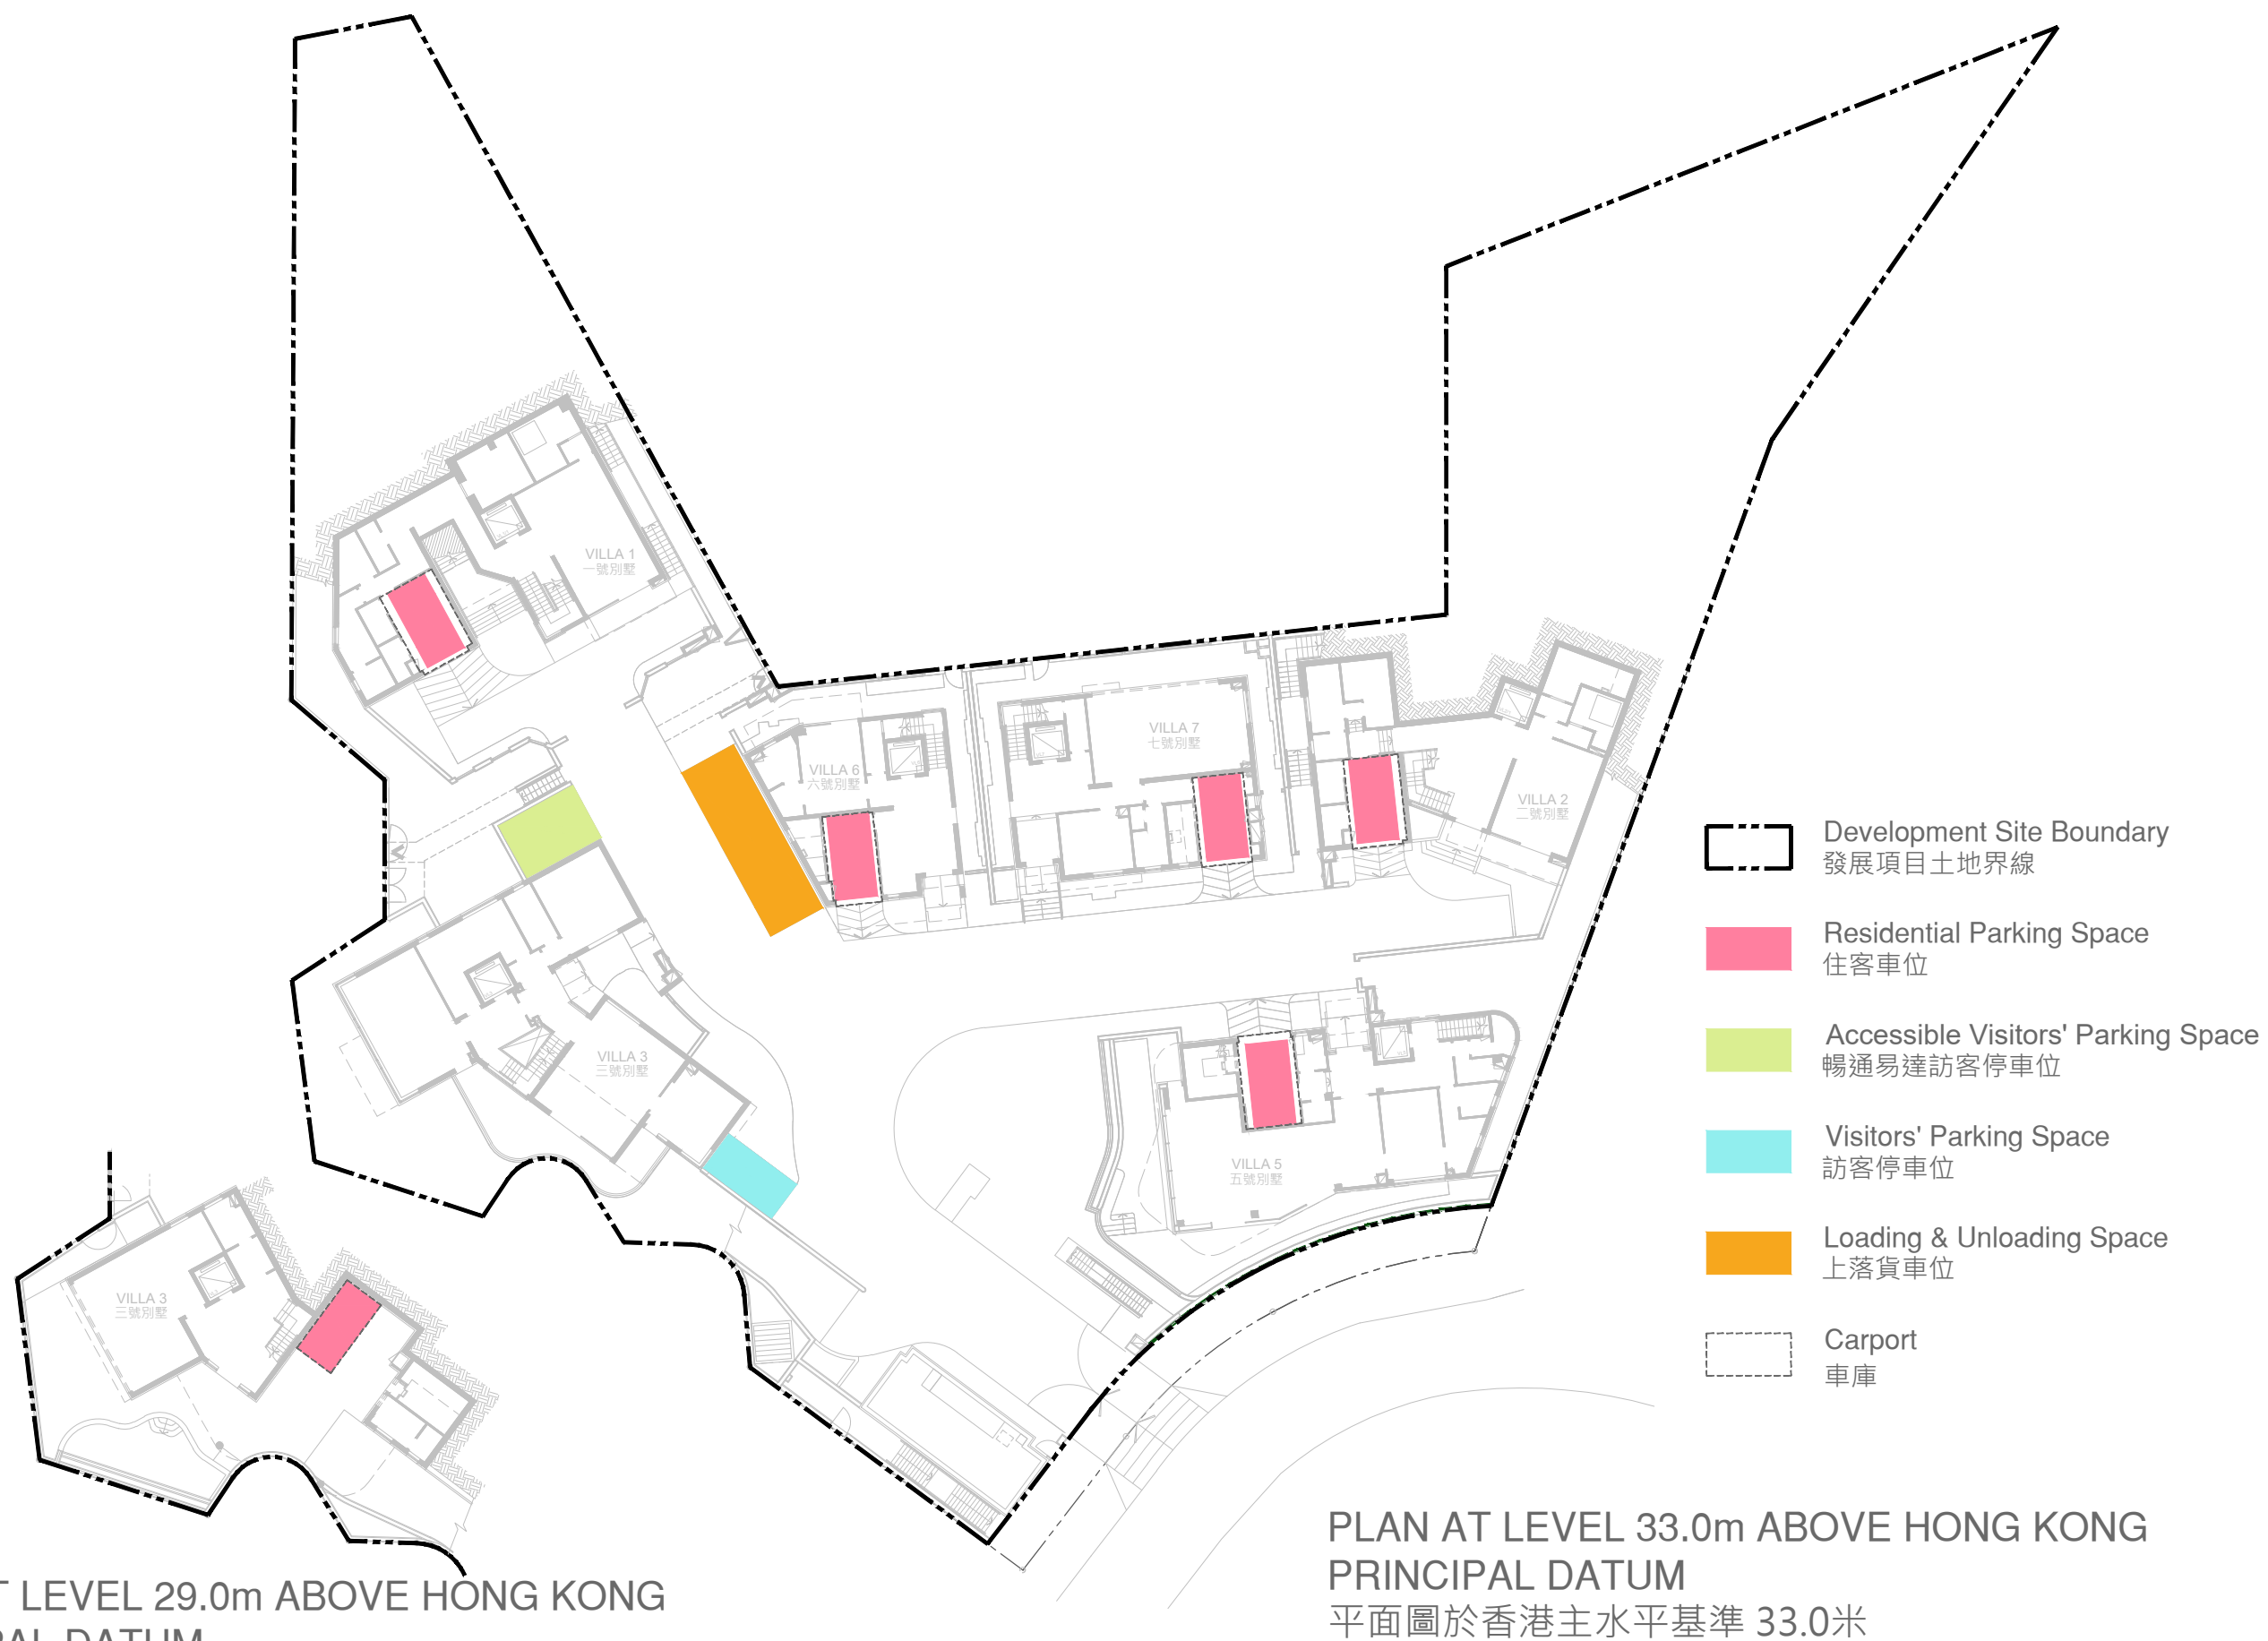 VILLA 1
一號別墅
VILLA 7
七號別墅
VILLA 6
六號別墅
VILLA 2
二號別墅
VILLA 3
三號別墅
VILLA 5
五號別墅
VILLA 3
三號別墅
Development Site Boundary
發展項目土地界線
Residential Parking Space
住客車位
Accessible Visitors' Parking Space
暢通易達訪客停車位
Visitors' Parking Space
訪客停車位
Loading & Unloading Space
上落貨車位
Carport
車庫
PLAN AT LEVEL 33.0m ABOVE HONG KONG
PRINCIPAL DATUM
平面圖於香港主水平基準 33.0米
LEVEL 29.0m ABOVE HONG KONG
DATUM